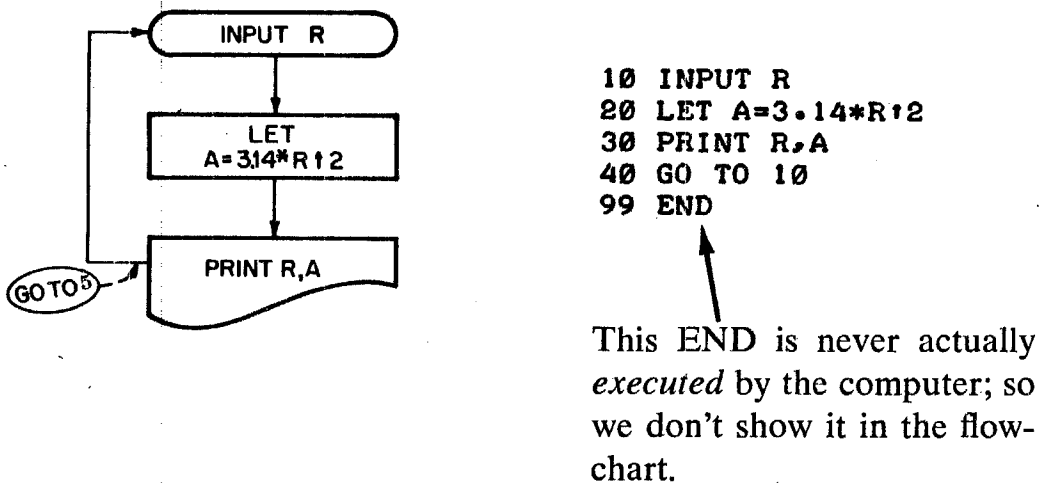 INPUT R
LET
A=3.14*R↑2
PRINT R,A
GO TO 5
10 INPUT R
20 LET A=3.14*R↑2
30 PRINT R,A
40 GO TO 10
99 END
This END is never actually
executed by the computer; so
we don't show it in the flow-
chart.